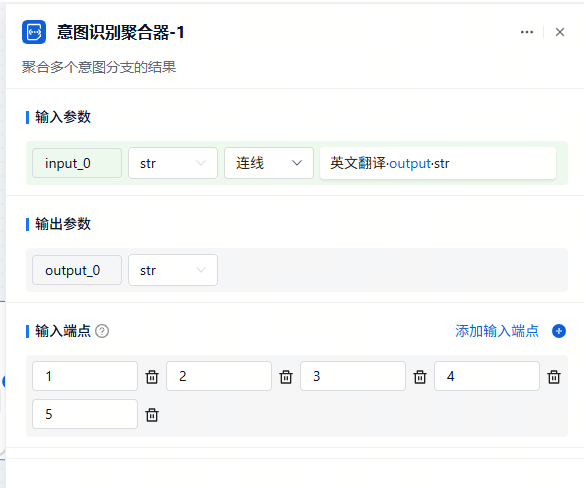 意图识别聚合器-1
聚合多个意图分支的结果
输入参数
input_0 str 连线 英文翻译·output·str
输出参数
output_0 str
输入端点 ? 添加输入端点
1 2 3 4
5